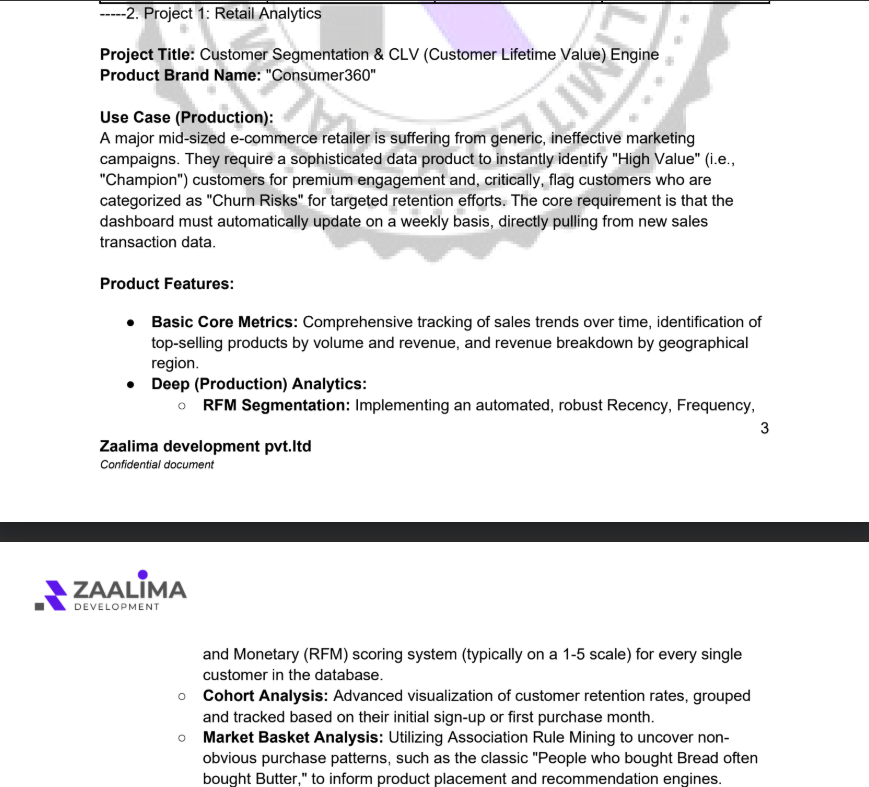 -----2. Project 1: Retail Analytics
Project Title: Customer Segmentation & CLV (Customer Lifetime Value) Engine
Product Brand Name: "Consumer360"
Use Case (Production):
A major mid-sized e-commerce retailer is suffering from generic, ineffective marketing
campaigns. They require a sophisticated data product to instantly identify "High Value" (i.e.,
"Champion") customers for premium engagement and, critically, flag customers who are
categorized as "Churn Risks" for targeted retention efforts. The core requirement is that the
dashboard must automatically update on a weekly basis, directly pulling from new sales
transaction data.
Product Features:
● Basic Core Metrics: Comprehensive tracking of sales trends over time, identification of
top-selling products by volume and revenue, and revenue breakdown by geographical
region.
● Deep (Production) Analytics:
○ RFM Segmentation: Implementing an automated, robust Recency, Frequency,
3
Zaalima development pvt.ltd
Confidential document
ZAALIMA
DEVELOPMENT
and Monetary (RFM) scoring system (typically on a 1-5 scale) for every single
customer in the database.
○ Cohort Analysis: Advanced visualization of customer retention rates, grouped
and tracked based on their initial sign-up or first purchase month.
○ Market Basket Analysis: Utilizing Association Rule Mining to uncover non-
obvious purchase patterns, such as the classic "People who bought Bread often
bought Butter," to inform product placement and recommendation engines.